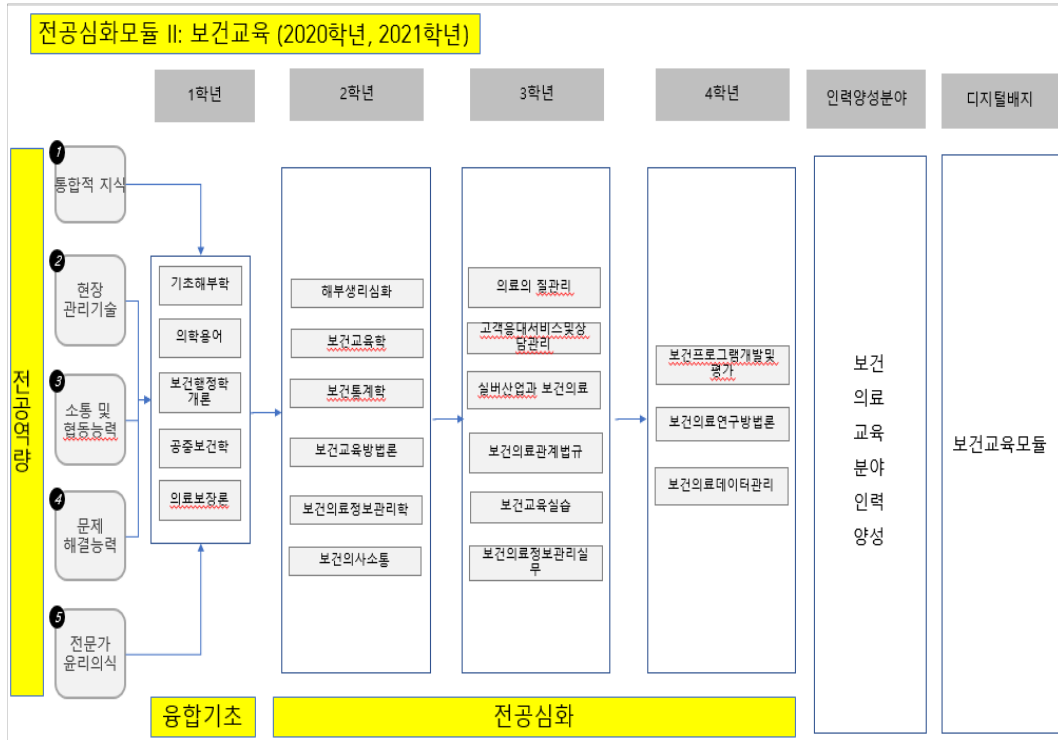 전공심화모듈 II: 보건교육 (2020학년, 2021학년)
1학년
2학년
3학년
4학년
인력양성분야
디지털배지
전공역량
1
통합적 지식
2
현장
관리기술
3
소통 및
협동능력
4
문제
해결능력
5
전문가
윤리의식
기초해부학
의학용어
보건행정학
개론
공중보건학
의료보장론
해부생리심화
보건교육학
보건통계학
보건교육방법론
보건의료정보관리학
보건의사소통
의료의 질관리
고객응대서비스및상
담관리
실버산업과 보건의료
보건의료관계법규
보건교육실습
보건의료정보관리실
무
보건프로그램개발및
평가
보건의료연구방법론
보건의료데이터관리
보건
의료
교육
분야
인력
양성
보건교육모듈
융합기초
전공심화